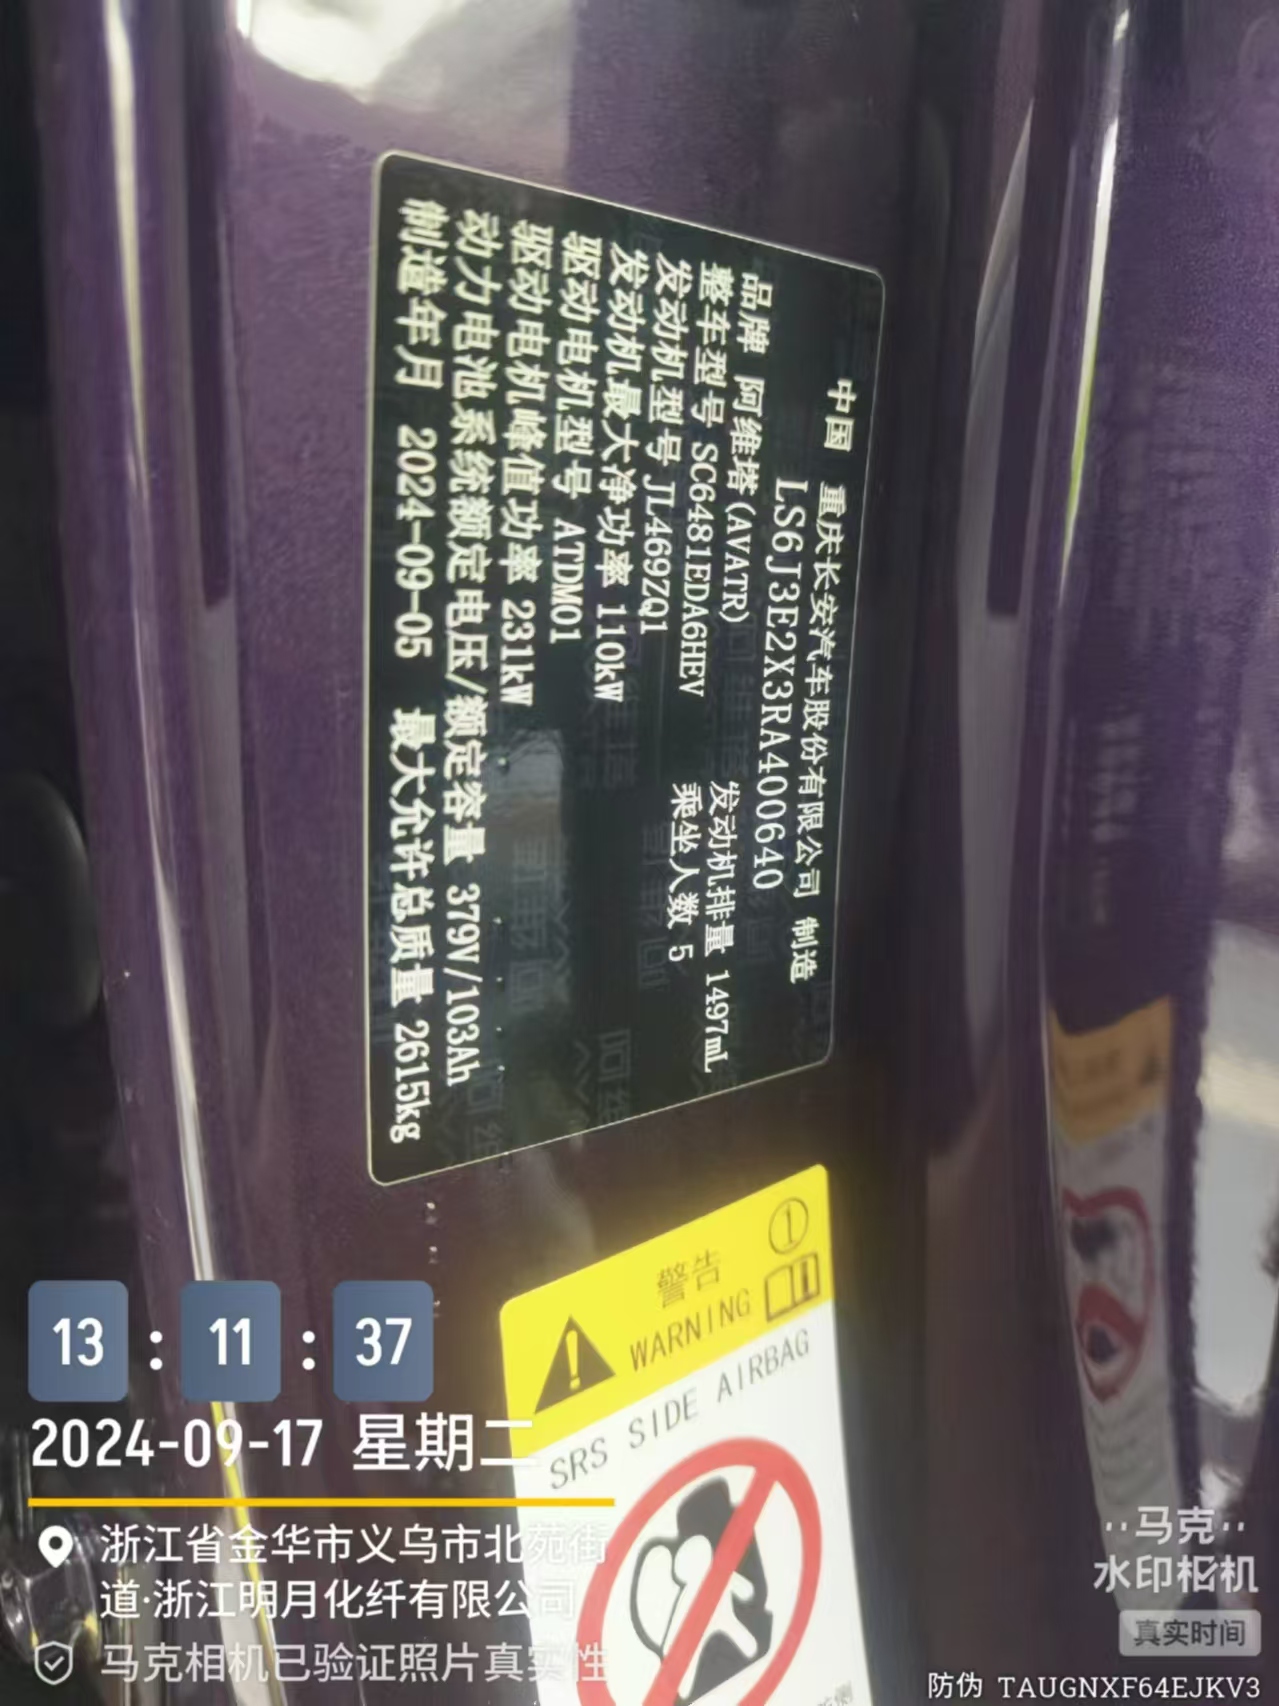 中国 重庆长安汽车股份有限公司 制造
LS6J3E2X3RA400640
品牌 阿维塔(AVATR)
整车型号 SC6481EDA6HEV 发动机排量 1497mL
发动机型号 JL469ZQ1 乘坐人数 5
发动机最大净功率 110kW
驱动电机型号 ATDM01
驱动电机峰值功率 231kW
动力电池系统额定电压/额定容量 379V/103Ah
制造年月 2024-09-05 最大允许总质量 2615kg
①
警告
WARNING
SRS SIDE AIRBAG
13:11:37
2024-09-17 星期二
浙江省金华市义乌市北苑街
道·浙江明月化纤有限公司
马克相机已验证照片真实性
马克
水印相机
真实时间
防伪 TAUGNXF64EJKV3